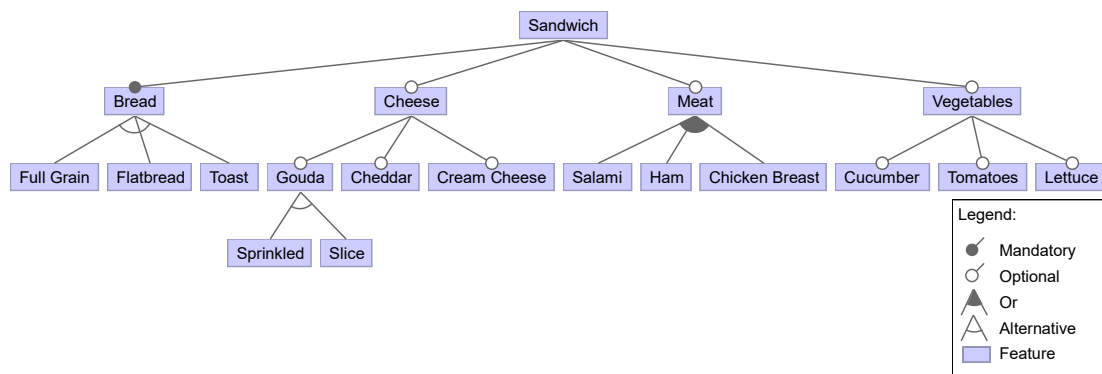 Sandwich
Bread Cheese Meat Vegetables
Full Grain Flatbread Toast Gouda Cheddar Cream Cheese Salami Ham Chicken Breast Cucumber Tomatoes Lettuce
Sprinkled Slice
Legend:
Mandatory
Optional
Or
Alternative
Feature